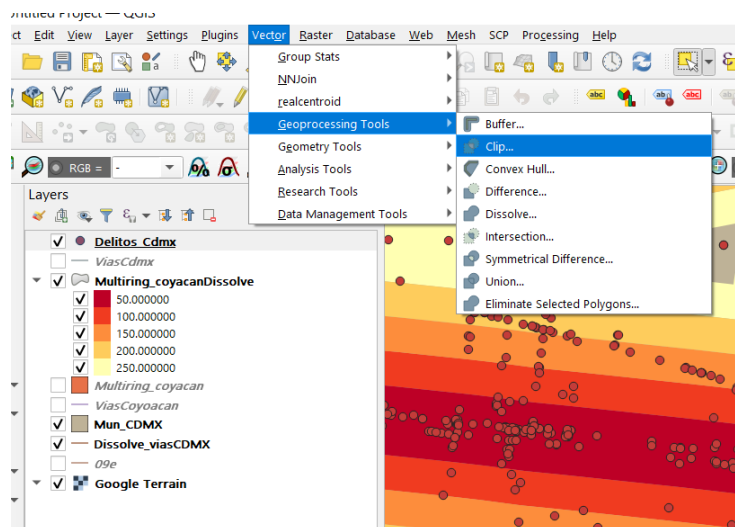 Untitled Project — QGIS
ct Edit View Layer Settings Plugins Vector Raster Database Web Mesh SCP Processing Help
Group Stats
NNJoin
realcentroid
Geoprocessing Tools
Geometry Tools
Analysis Tools
Research Tools
Data Management Tools
Buffer...
Clip...
Convex Hull...
Difference...
Dissolve...
Intersection...
Symmetrical Difference...
Union...
Eliminate Selected Polygons...
abc abc abc
RGB = -
Layers
Delitos_Cdmx
ViasCdmx
Multiring_coyacanDissolve
50.000000
100.000000
150.000000
200.000000
250.000000
Multiring_coyacan
ViasCoyoacan
Mun_CDMX
Dissolve_viasCDMX
09e
Google Terrain